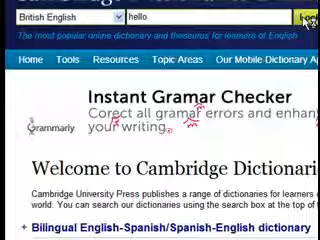 British English hello
The most popular online dictionary and thesaurus for learners of English
Home Tools Resources Topic Areas Our Mobile Dictionary A
Instant Gramar Checker
Corect all gramar errors and enhan
your writing.
Grammarly
Welcome to Cambridge Dictionari
Cambridge University Press publishes a range of dictionaries for learners
world. You can search our dictionaries using the search box at the top of t
Bilingual English-Spanish/Spanish-English dictionary